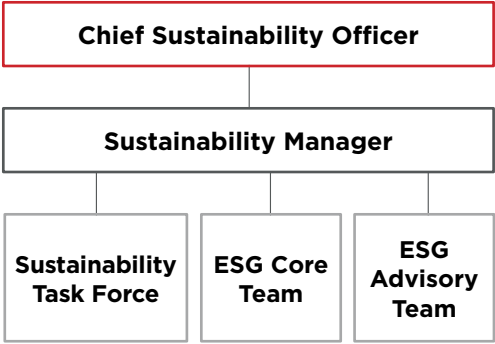 Chief Sustainability Officer
Sustainability Manager
Sustainability
Task Force
ESG Core
Team
ESG
Advisory
Team